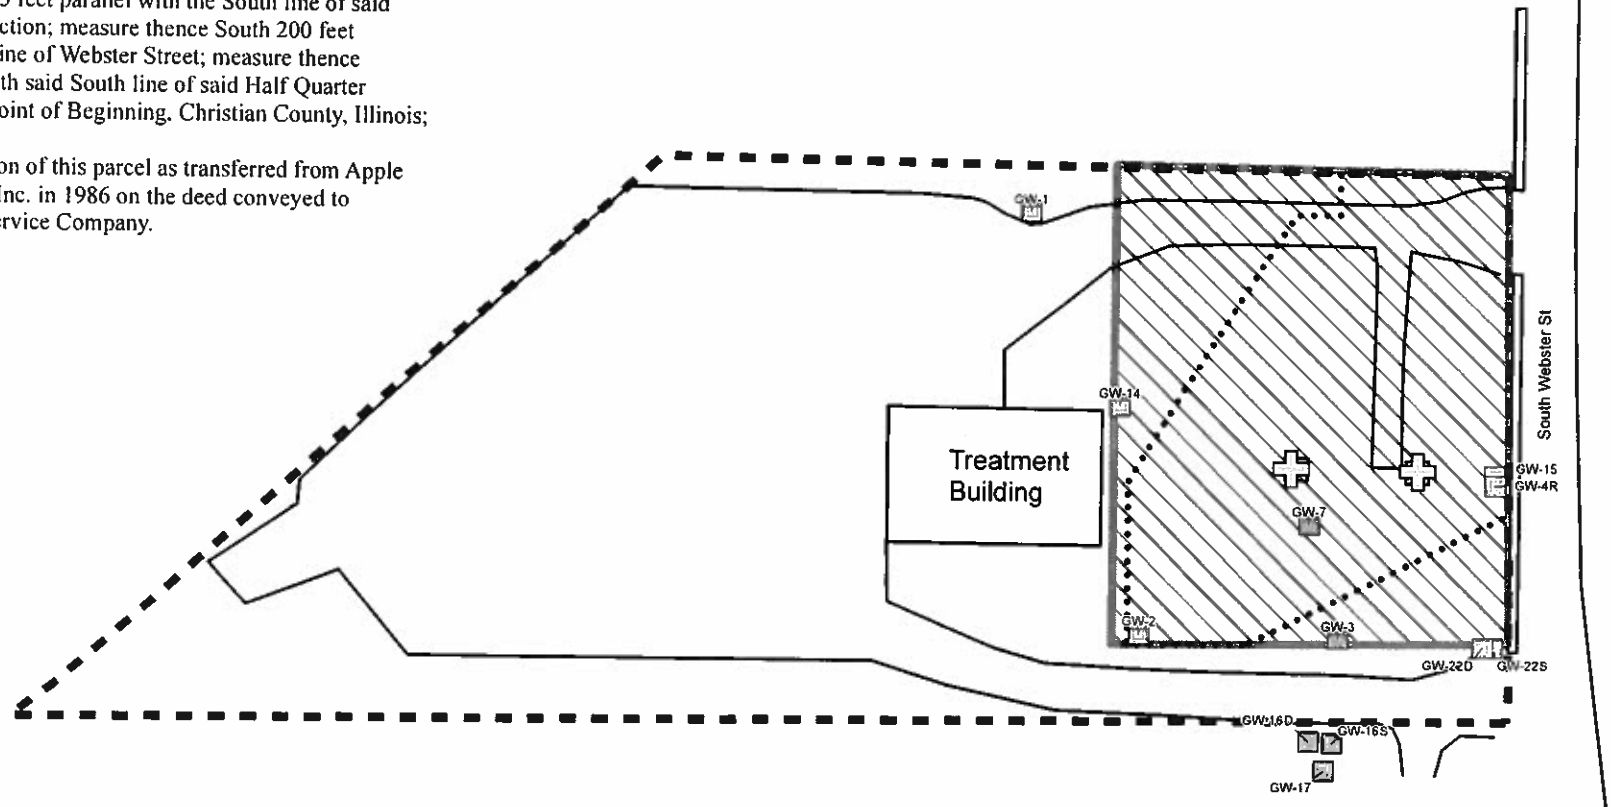 feet parallel with the South line of said
ction; measure thence South 200 feet
ine of Webster Street; measure thence
th said South line of said Half Quarter
oint of Beginning. Christian County, Illinois;
on of this parcel as transferred from Apple
Inc. in 1986 on the deed conveyed to
rvice Company.
GW-1
GW-14
South Webster St
Treatment
Building
GW-15
GW-4R
GW-7
GW-2
GW-3
GW-22D
GW-22S
GW-16D
GW-16S
GW-17